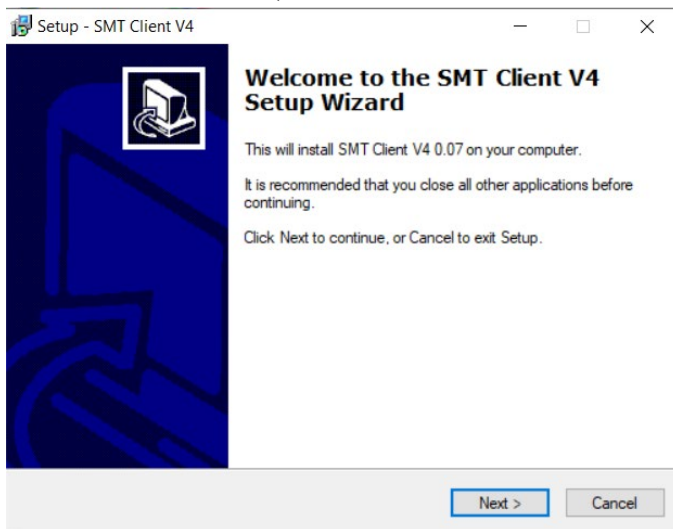 Setup - SMT Client V4
Welcome to the SMT Client V4
Setup Wizard
This will install SMT Client V4 0.07 on your computer.
It is recommended that you close all other applications before
continuing.
Click Next to continue, or Cancel to exit Setup.
Next >
Cancel